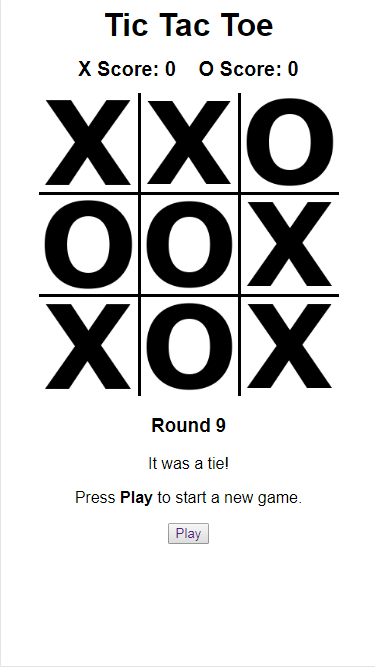 Tic Tac Toe
X Score: 0 O Score: 0
X X O
O O X
X O X
Round 9
It was a tie!
Press Play to start a new game.
Play